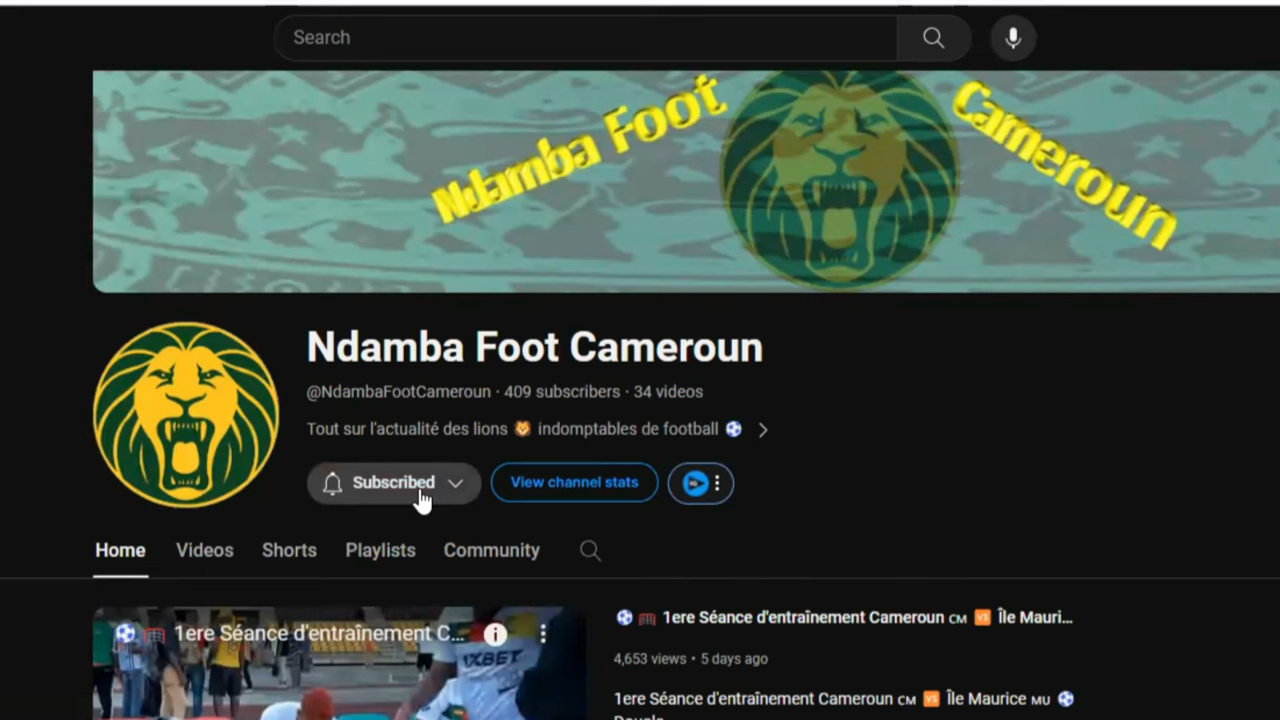 Search
Ndamba Foot Cameroun
Ndamba Foot Cameroun
@NdambaFootCameroun · 409 subscribers · 34 videos
Tout sur l'actualité des lions 🦁 indomptables de football ⚽ >
Subscribed
View channel stats
Home Videos Shorts Playlists Community
⚽ 🥅 1ere Séance d'entraînement C...
1XBET
⚽ 🥅 1ere Séance d'entraînement Cameroun CM 🆚 Île Mauri...
4,653 views • 5 days ago
1ere Séance d'entraînement Cameroun CM 🆚 Île Maurice MU ⚽